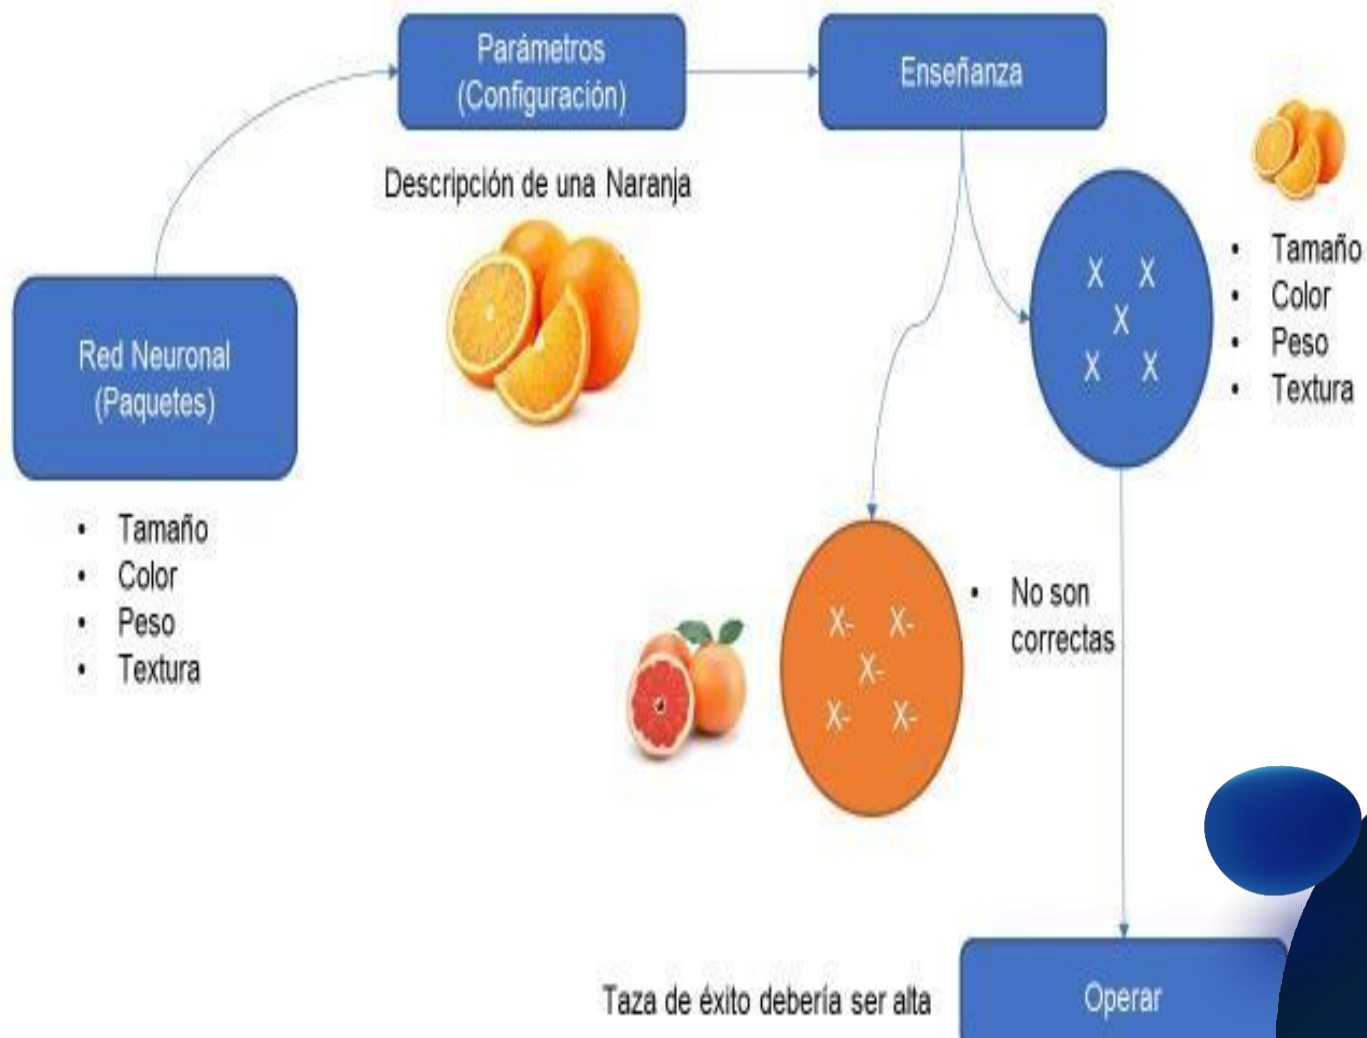 Parámetros
(Configuración)
Enseñanza
Descripción de una Naranja
Red Neuronal
(Paquetes)
• Tamaño
• Color
• Peso
• Textura
X X
X
X X
• Tamaño
• Color
• Peso
• Textura
X- X-
X-
X- X-
• No son
correctas
Taza de éxito debería ser alta
Operar